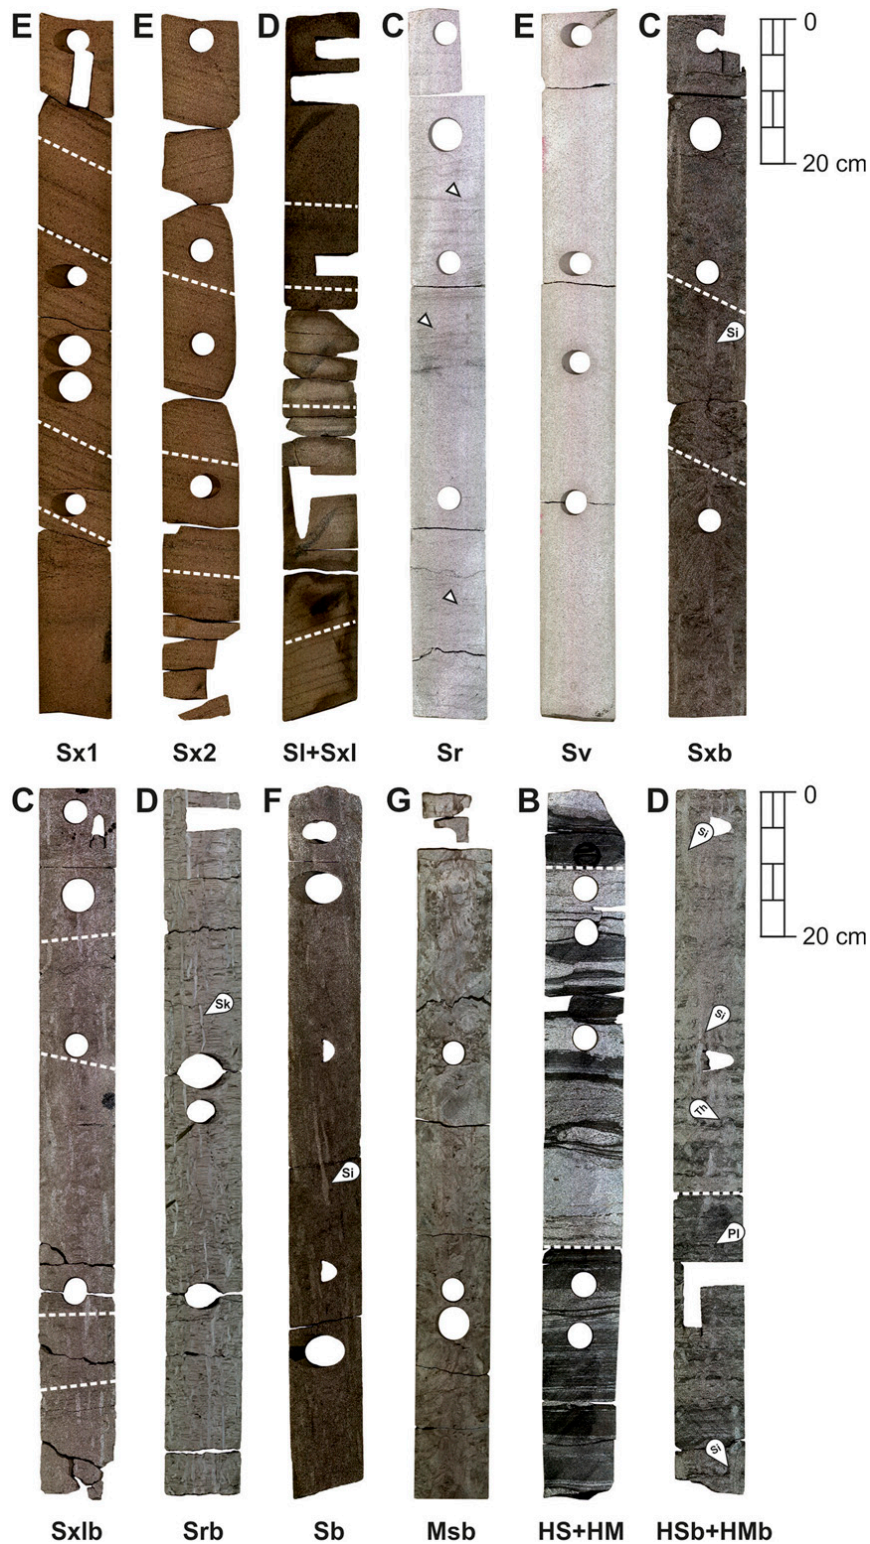 E E D C E C
0
20 cm
Si
Sx1 Sx2 Sl+Sxl Sr Sv Sxb
C D F G B D
0
20 cm
Si
Sk
Si
Th
Si
Pl
Si
Sxlb Srb Sb Msb HS+HM HSb+HMb